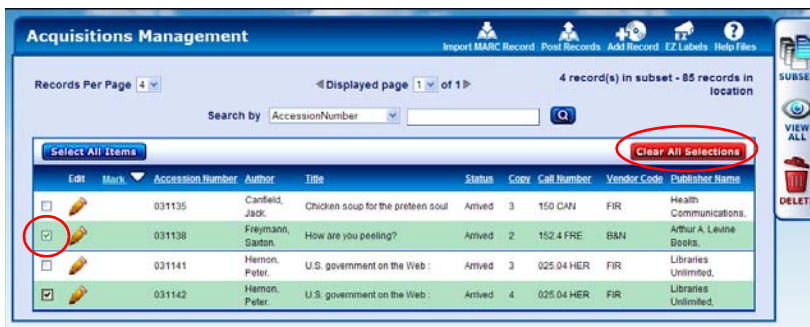 Acquisitions Management
Import MARC Record Post Records Add Record EZ Labels Help Files
Records Per Page 4 Displayed page 1 of 1 4 record(s) in subset - 85 records in
location
Search by AccessionNumber
Select All Items Clear All Selections
Edit Mark Accession Number Author Title Status Copy Call Number Vendor Code Publisher Name
031135 Canfield, Jack. Chicken soup for the preteen soul Arrived 3 150 CAN FIR Health Communications,
031138 Freymann, Saxton. How are you peeling? Arrived 2 152.4 FRE B&N Arthur A. Levine Books,
031141 Hernon, Peter. U.S. government on the Web : Arrived 3 025.04 HER FIR Libraries Unlimited,
031142 Hernon, Peter. U.S. government on the Web : Arrived 4 025.04 HER FIR Libraries Unlimited,
SUBSE
VIEW
ALL
DELET